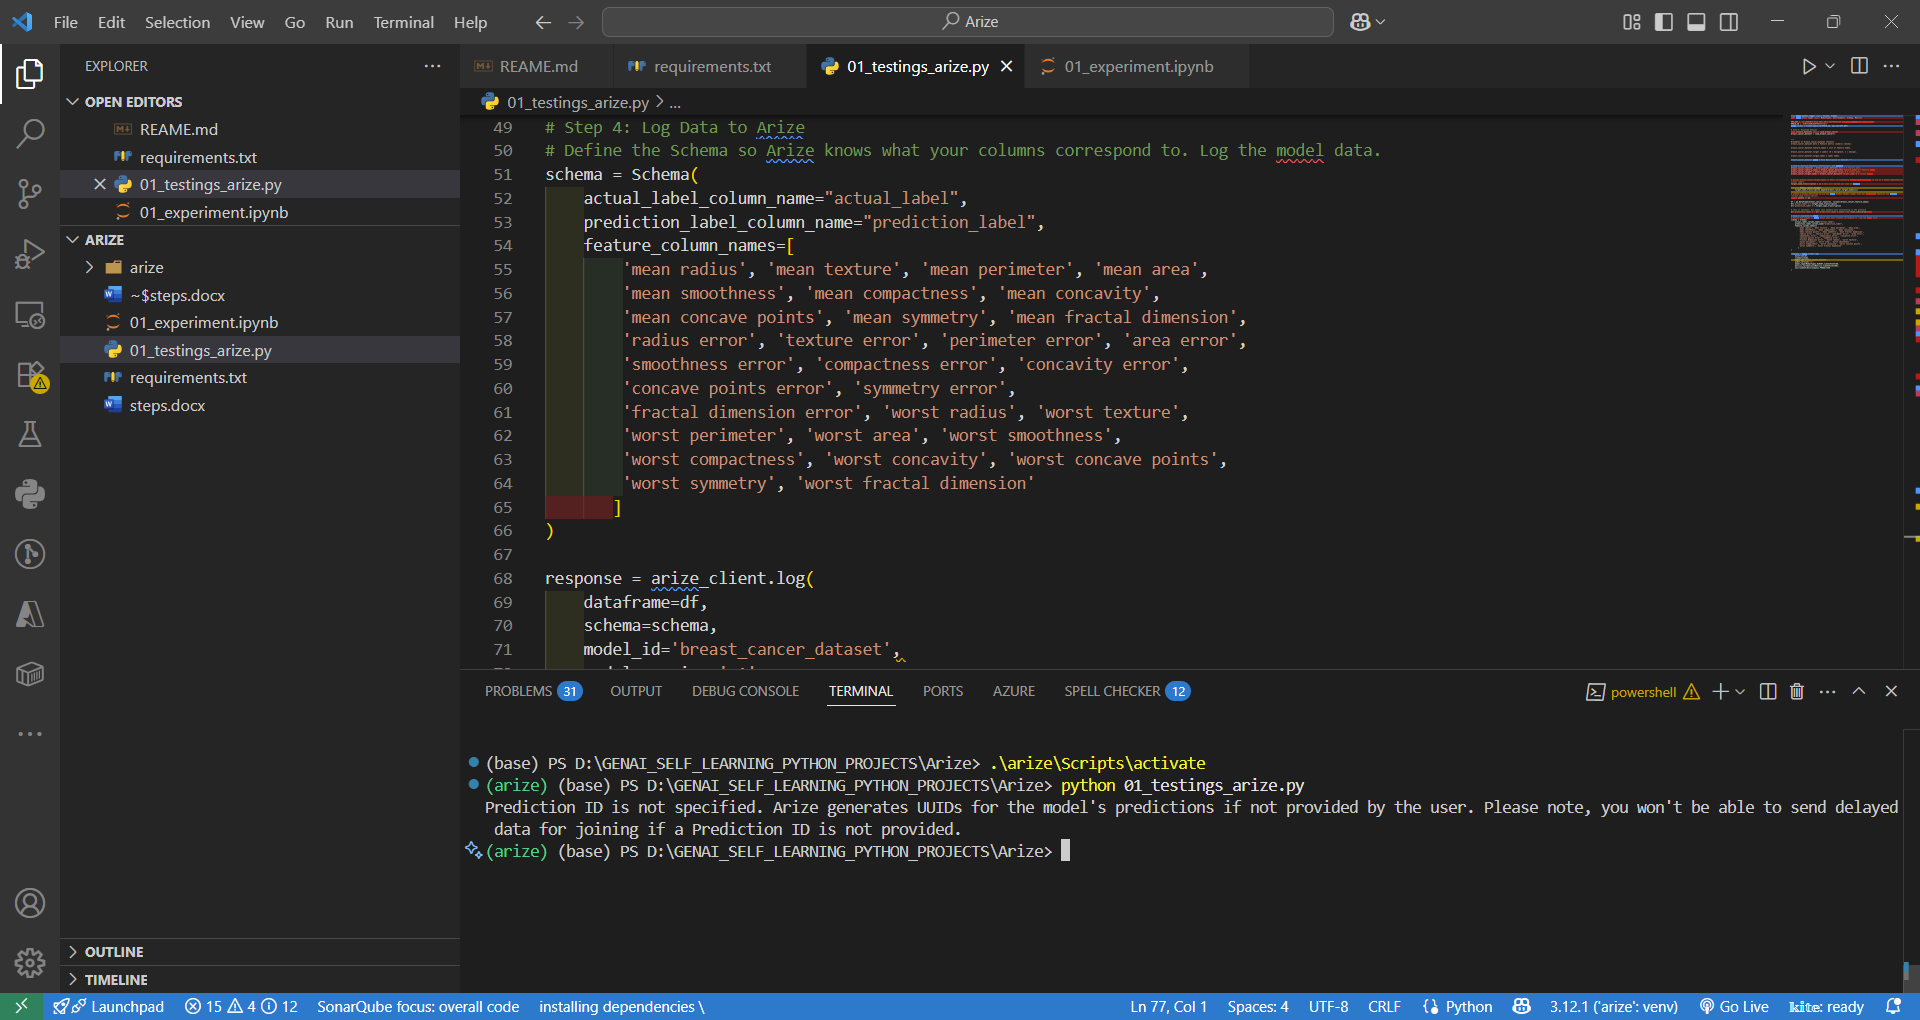 File Edit Selection View Go Run Terminal Help
Arize
EXPLORER
OPEN EDITORS
REAME.md
requirements.txt
01_testings_arize.py
01_experiment.ipynb
ARIZE
arize
~$steps.docx
01_experiment.ipynb
01_testings_arize.py
requirements.txt
steps.docx
OUTLINE
TIMELINE
REAME.md requirements.txt 01_testings_arize.py 01_experiment.ipynb
01_testings_arize.py > ...
49 # Step 4: Log Data to Arize
50 # Define the Schema so Arize knows what your columns correspond to. Log the model data.
51 schema = Schema(
52 actual_label_column_name="actual_label",
53 prediction_label_column_name="prediction_label",
54 feature_column_names=[
55 'mean radius', 'mean texture', 'mean perimeter', 'mean area',
56 'mean smoothness', 'mean compactness', 'mean concavity',
57 'mean concave points', 'mean symmetry', 'mean fractal dimension',
58 'radius error', 'texture error', 'perimeter error', 'area error',
59 'smoothness error', 'compactness error', 'concavity error',
60 'concave points error', 'symmetry error',
61 'fractal dimension error', 'worst radius', 'worst texture',
62 'worst perimeter', 'worst area', 'worst smoothness',
63 'worst compactness', 'worst concavity', 'worst concave points',
64 'worst symmetry', 'worst fractal dimension'
65 ]
66 )
67
68 response = arize_client.log(
69 dataframe=df,
70 schema=schema,
71 model_id='breast_cancer_dataset',
PROBLEMS 31 OUTPUT DEBUG CONSOLE TERMINAL PORTS AZURE SPELL CHECKER 12
powershell
(base) PS D:\GENAI_SELF_LEARNING_PYTHON_PROJECTS\Arize> .\arize\Scripts\activate
(arize) (base) PS D:\GENAI_SELF_LEARNING_PYTHON_PROJECTS\Arize> python 01_testings_arize.py
Prediction ID is not specified. Arize generates UUIDs for the model's predictions if not provided by the user. Please note, you won't be able to send delayed
data for joining if a Prediction ID is not provided.
(arize) (base) PS D:\GENAI_SELF_LEARNING_PYTHON_PROJECTS\Arize>
Launchpad 15 4 12 SonarQube focus: overall code installing dependencies \ Ln 77, Col 1 Spaces: 4 UTF-8 CRLF {} Python 3.12.1 ('arize': venv) Go Live kite: ready